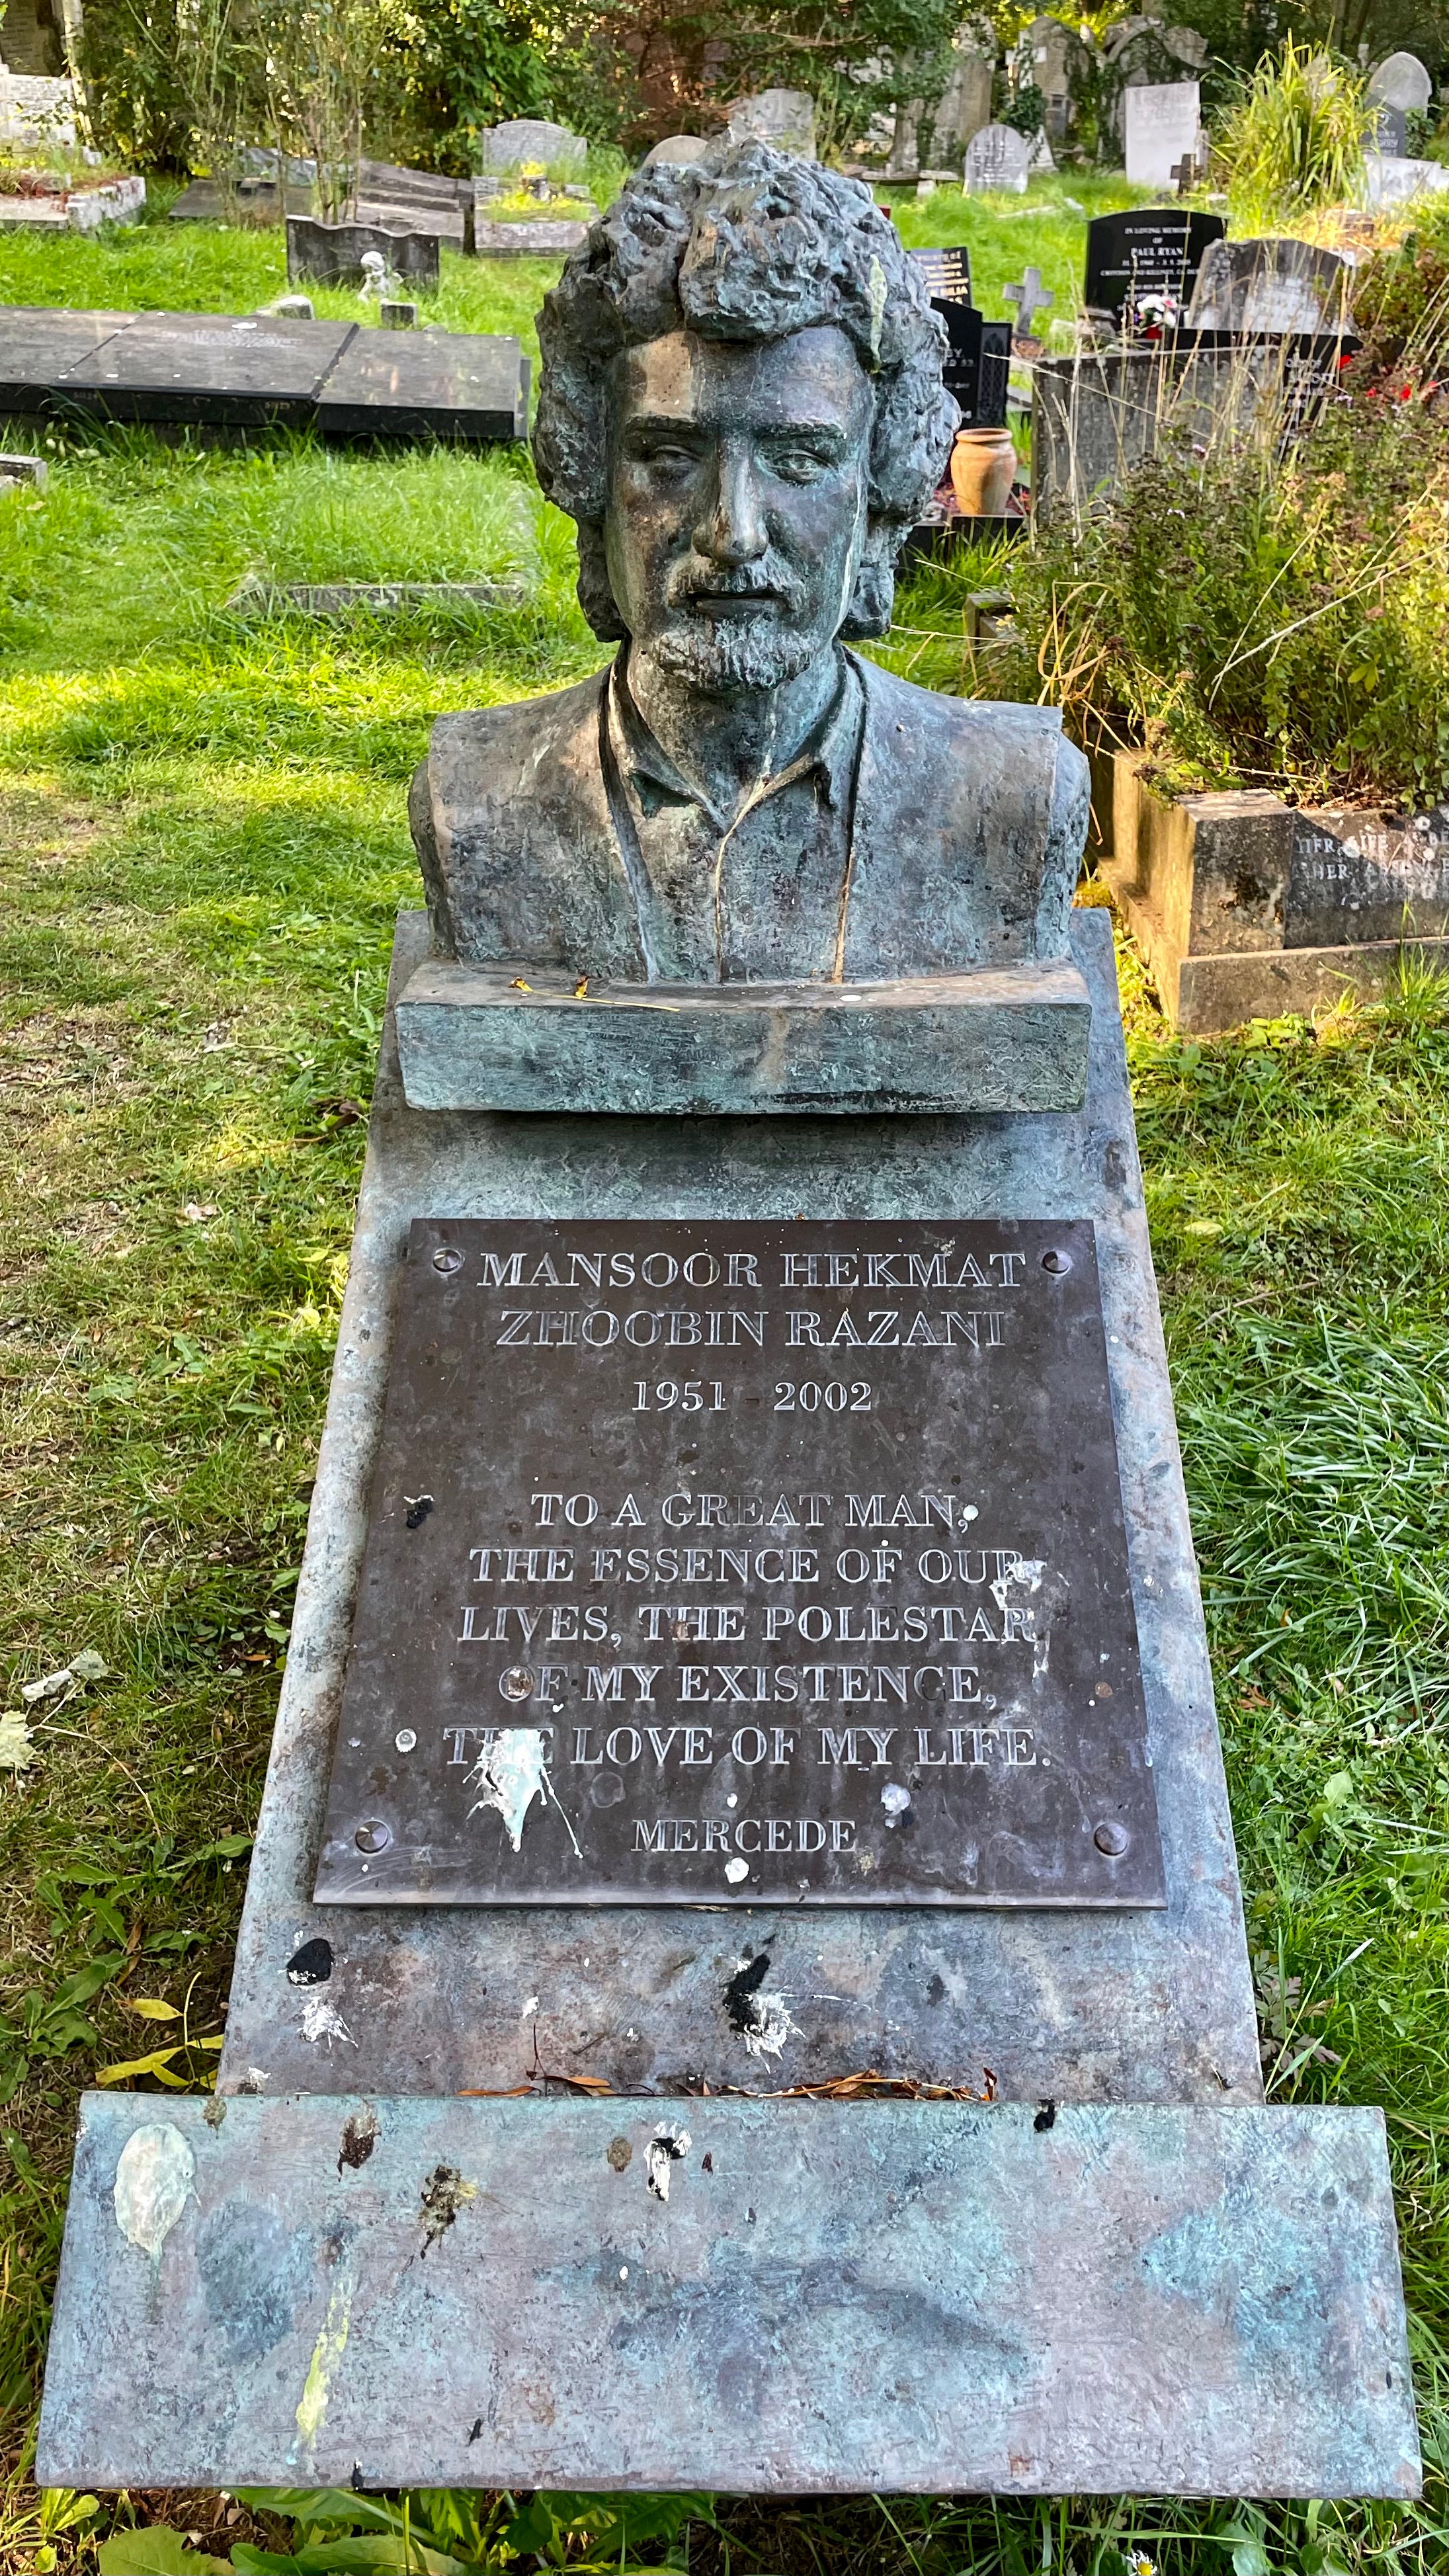 IN LOVING MEMORY
OF
PAUL RYAN
MANSOOR HEKMAT
ZHOOBIN RAZANI
1951 - 2002
TO A GREAT MAN,
THE ESSENCE OF OUR
LIVES, THE POLESTAR
OF MY EXISTENCE,
THE LOVE OF MY LIFE.
MERCEDE